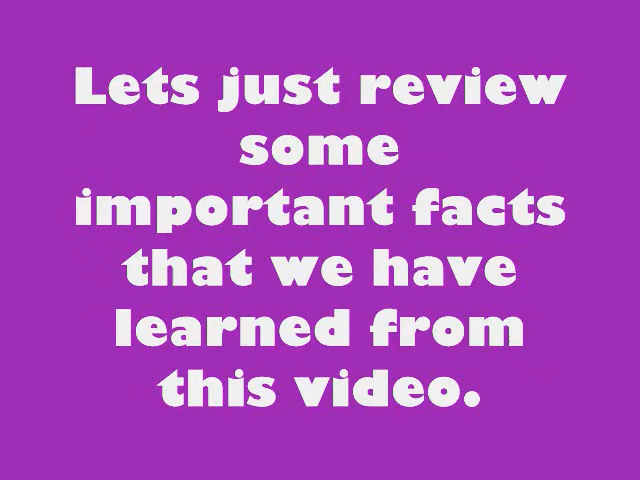 Lets just review
some
important facts
that we have
learned from
this video.